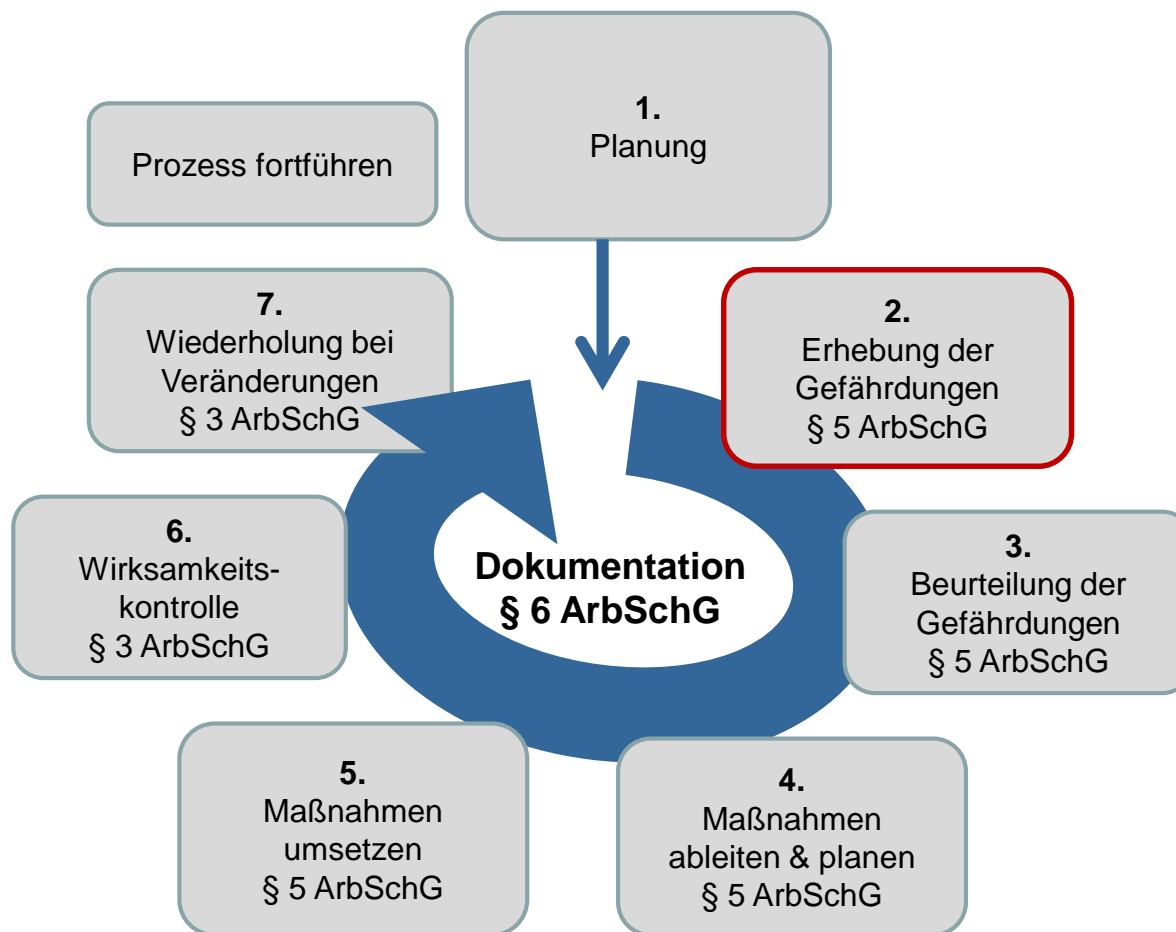 1.
Planung
Prozess fortführen
2.
Erhebung der
Gefährdungen
§ 5 ArbSchG
3.
Beurteilung der
Gefährdungen
§ 5 ArbSchG
4.
Maßnahmen
ableiten & planen
§ 5 ArbSchG
5.
Maßnahmen
umsetzen
§ 5 ArbSchG
6.
Wirksamkeits-
kontrolle
§ 3 ArbSchG
7.
Wiederholung bei
Veränderungen
§ 3 ArbSchG
Dokumentation
§ 6 ArbSchG